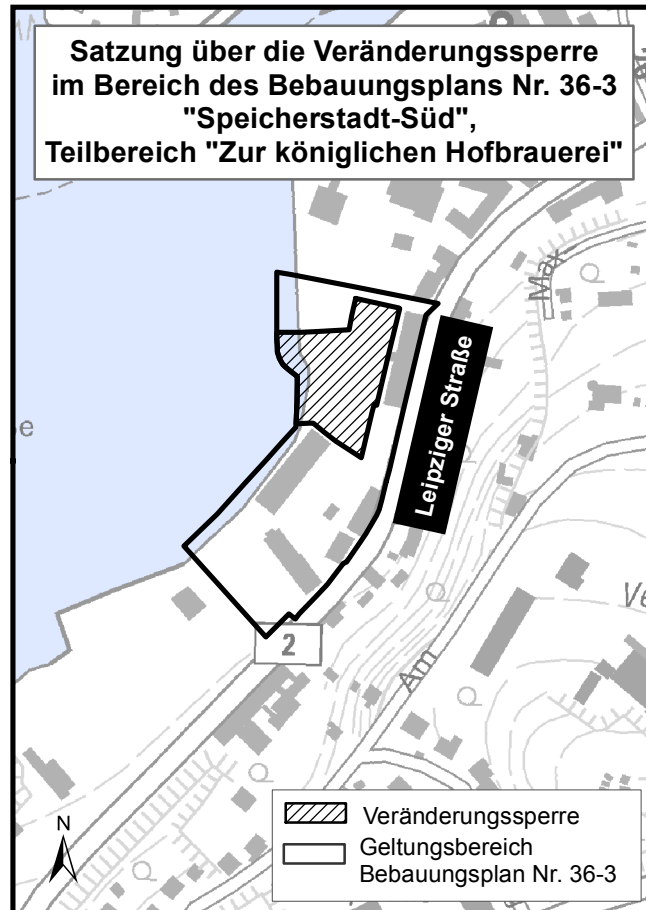 Satzung über die Veränderungssperre
im Bereich des Bebauungsplans Nr. 36-3
"Speicherstadt-Süd",
Teilbereich "Zur königlichen Hofbrauerei"
Max-
Leipziger Straße
2
Am
N
Veränderungssperre
Geltungsbereich
Bebauungsplan Nr. 36-3